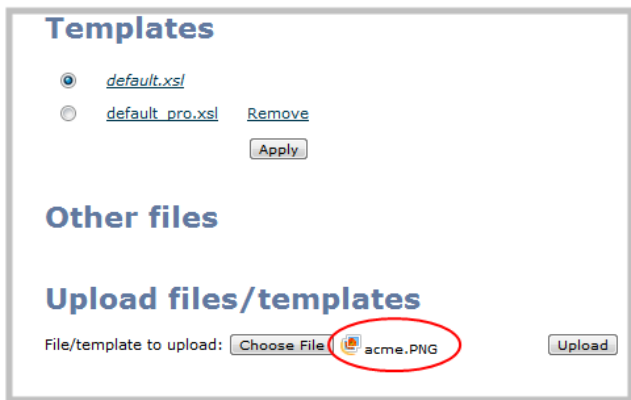 Templates
default.xsl
default_pro.xsl Remove
Apply
Other files
Upload files/templates
File/template to upload: Choose File acme.PNG Upload